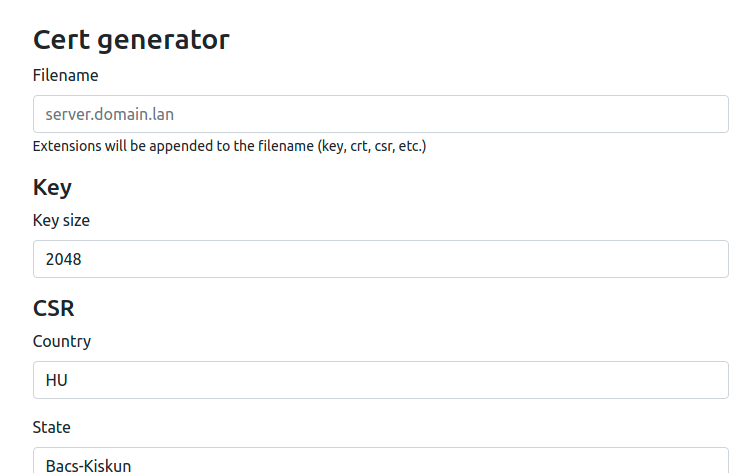 Cert generator
Filename
server.domain.lan
Extensions will be appended to the filename (key, crt, csr, etc.)
Key
Key size
2048
CSR
Country
HU
State
Bacs-Kiskun